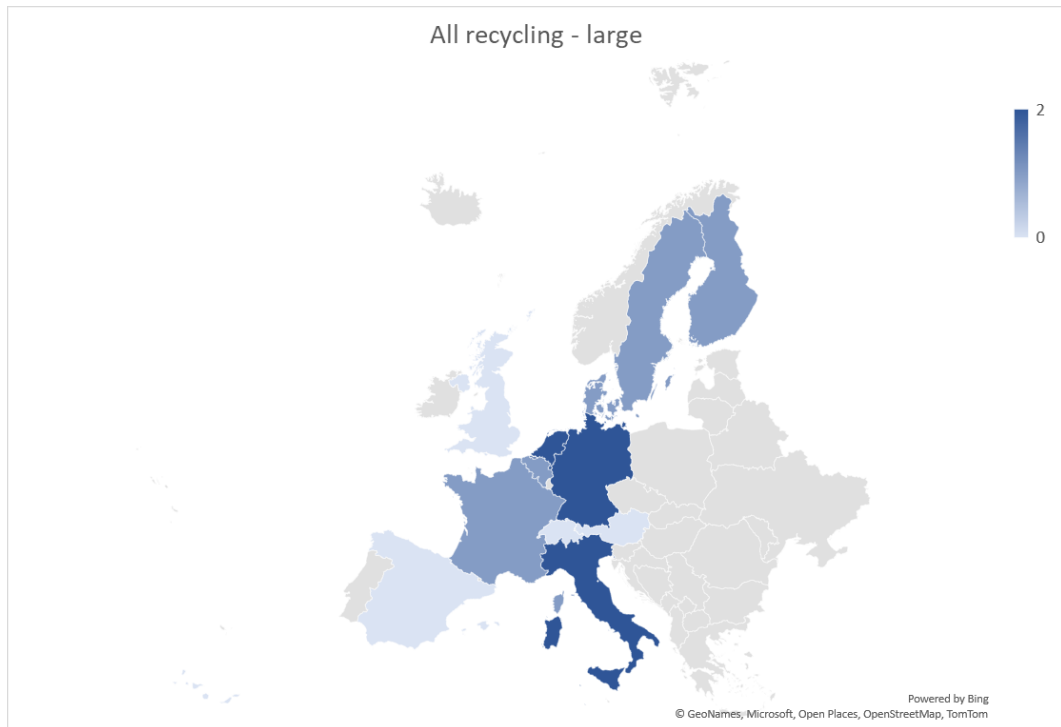 All recycling - large
2
0
Powered by Bing
© GeoNames, Microsoft, Open Places, OpenStreetMap, TomTom